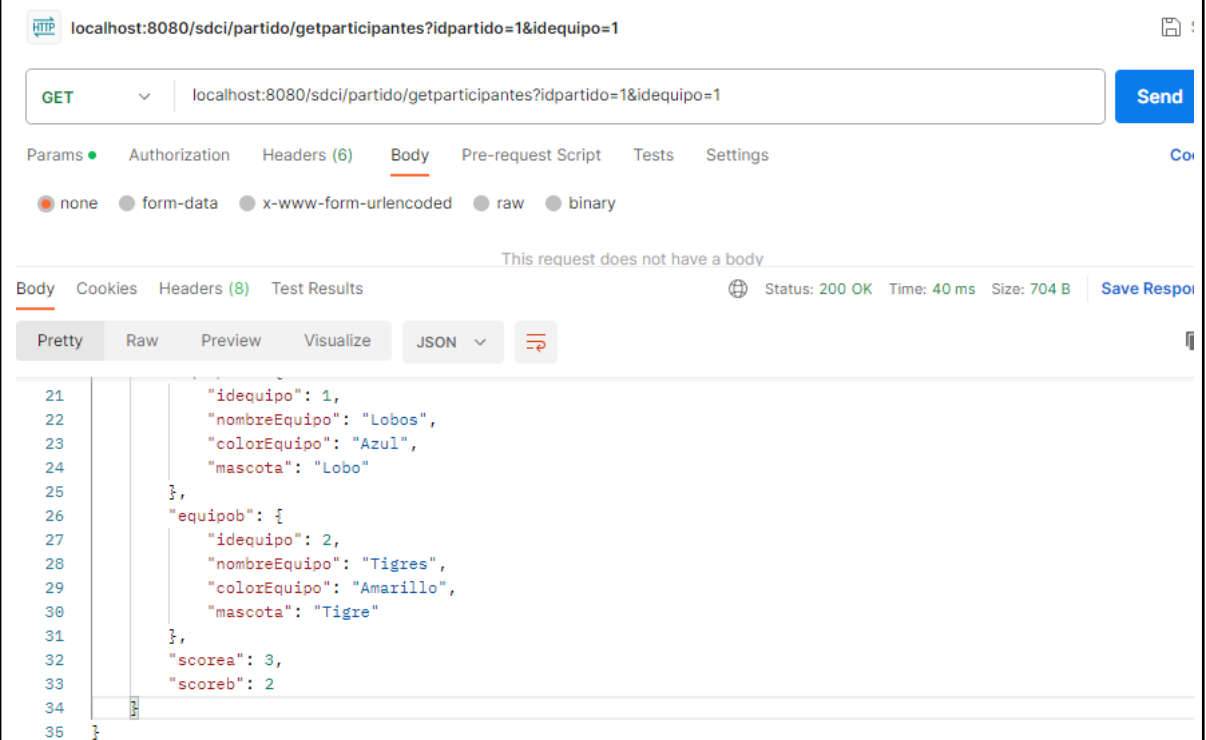 HTTP localhost:8080/sdci/partido/getparticipantes?idpartido=1&idequipo=1
GET localhost:8080/sdci/partido/getparticipantes?idpartido=1&idequipo=1 Send
Params Authorization Headers (6) Body Pre-request Script Tests Settings
none form-data x-www-form-urlencoded raw binary
This request does not have a body
Body Cookies Headers (8) Test Results Status: 200 OK Time: 40 ms Size: 704 B Save
Pretty Raw Preview Visualize JSON
21 "idequipo": 1,
22 "nombreEquipo": "Lobos",
23 "colorEquipo": "Azul",
24 "mascota": "Lobo"
25 },
26 "equipob": {
27 "idequipo": 2,
28 "nombreEquipo": "Tigres",
29 "colorEquipo": "Amarillo",
30 "mascota": "Tigre"
31 },
32 "scorea": 3,
33 "scoreb": 2
34 }
35 }